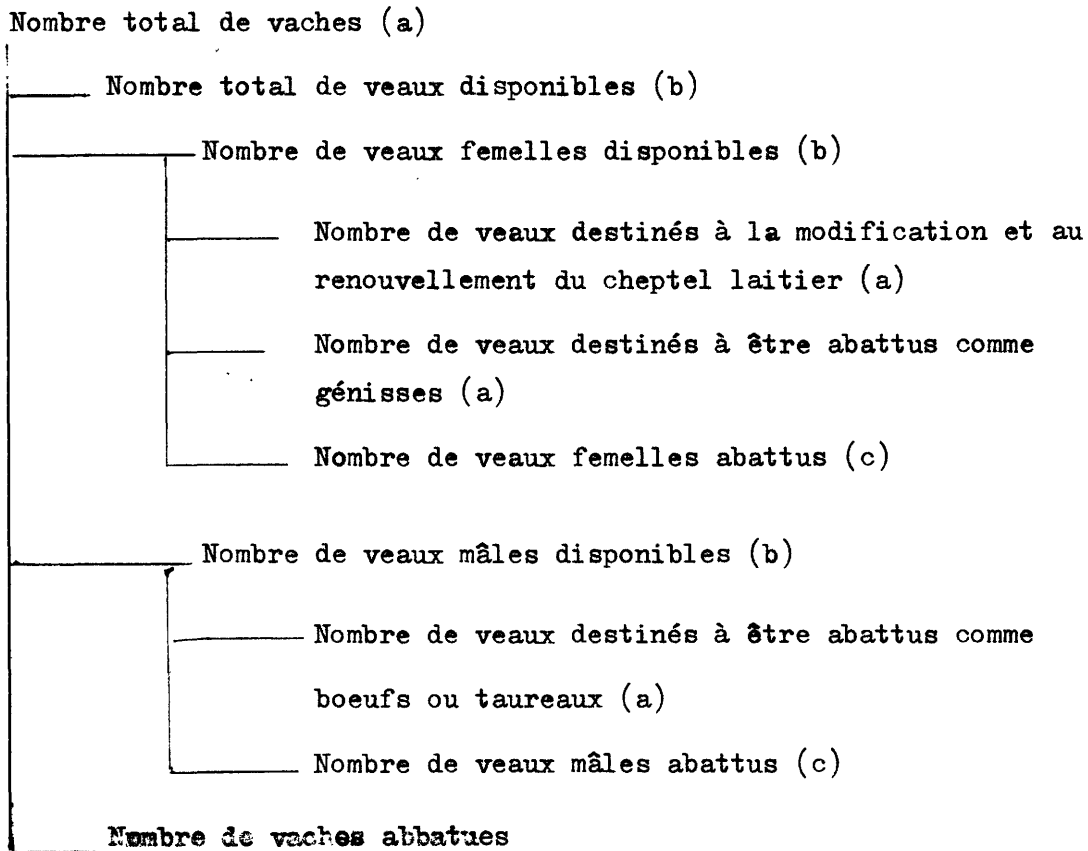 Nombre total de vaches (a)
Nombre total de veaux disponibles (b)
Nombre de veaux femelles disponibles (b)
Nombre de veaux destinés à la modification et au
renouvellement du cheptel laitier (a)
Nombre de veaux destinés à être abattus comme
génisses (a)
Nombre de veaux femelles abattus (c)
Nombre de veaux mâles disponibles (b)
Nombre de veaux destinés à être abattus comme
boeufs ou taureaux (a)
Nombre de veaux mâles abattus (c)
Nombre de vaches abbatues